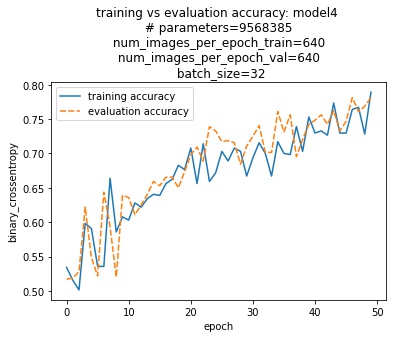 training vs evaluation accuracy: model4
# parameters=9568385
num_images_per_epoch_train=640
num_images_per_epoch_val=640
batch_size=32
training accuracy
evaluation accuracy
binary_crossentropy
0.80
0.75
0.70
0.65
0.60
0.55
0.50
0 10 20 30 40 50
epoch